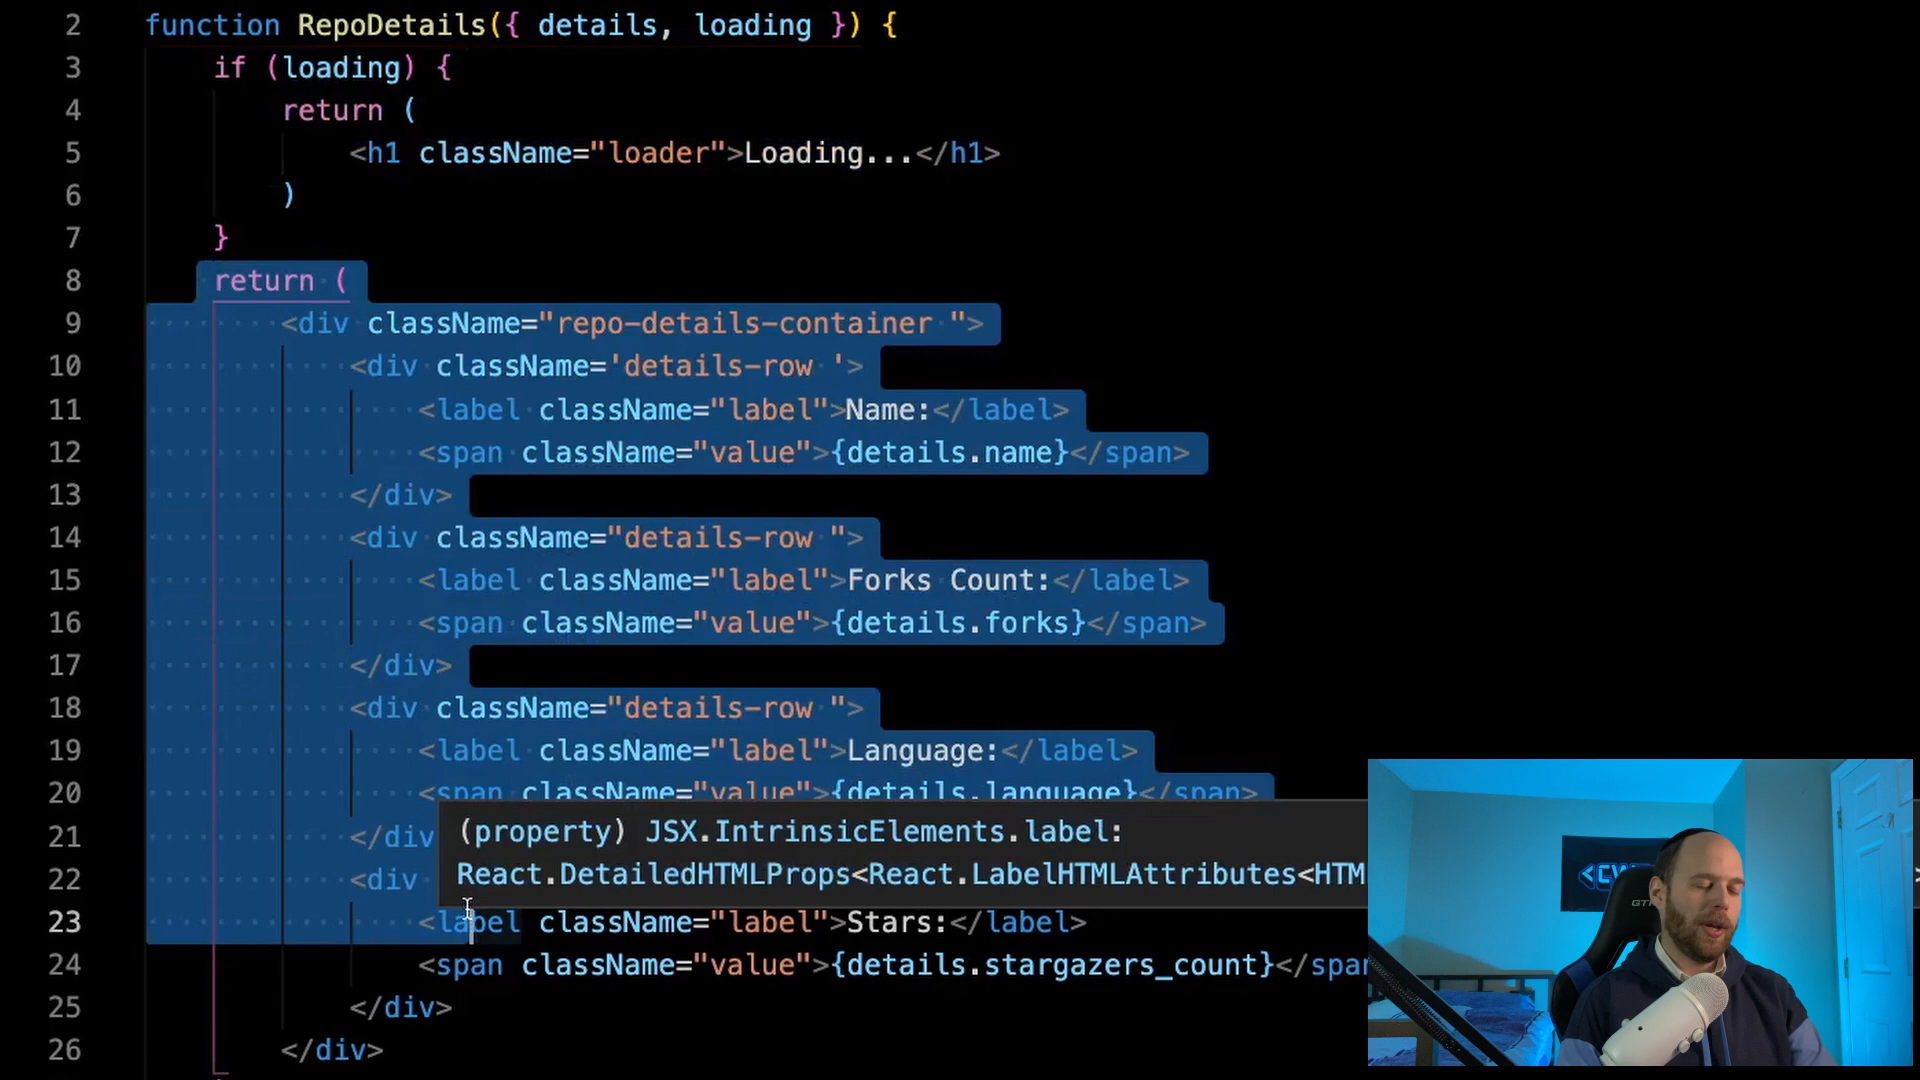 2 function RepoDetails({ details, loading }) {
3 if (loading) {
4 return (
5 <h1 className="loader">Loading...</h1>
6 )
7 }
8 return (
9 <div className="repo-details-container ">
10 <div className='details-row '>
11 <label className="label">Name:</label>
12 <span className="value">{details.name}</span>
13 </div>
14 <div className="details-row ">
15 <label className="label">Forks Count:</label>
16 <span className="value">{details.forks}</span>
17 </div>
18 <div className="details-row ">
19 <label className="label">Language:</label>
20 <span className="value">{details.language}</span>
(property) JSX.IntrinsicElements.label:
21 </div
React.DetailedHTMLProps<React.LabelHTMLAttributes<HTM
22 <div
23 <label className="label">Stars:</label>
24 <span className="value">{details.stargazers_count}</span
25 </div>
26 </div>